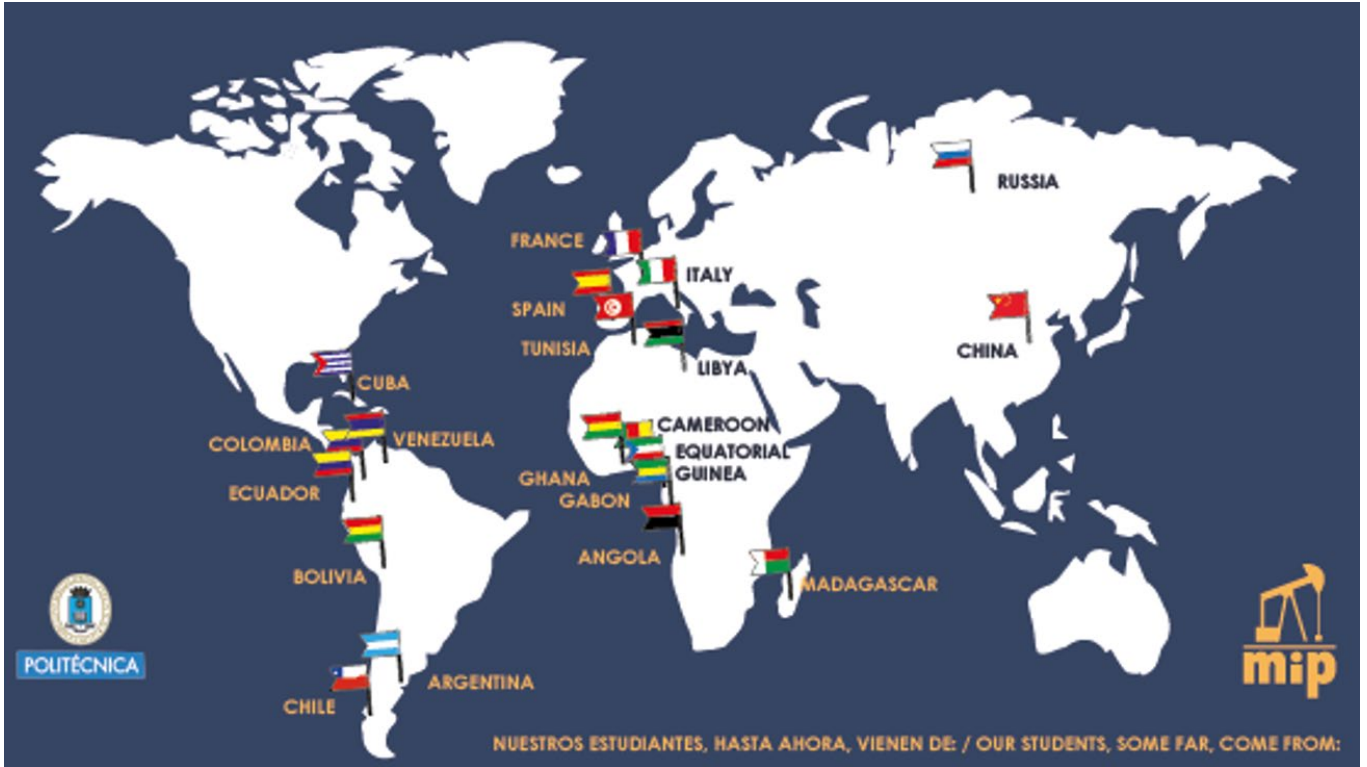 RUSSIA
FRANCE
ITALY
SPAIN
TUNISIA
CHINA
LIBYA
CUBA
CAMEROON
COLOMBIA
VENEZUELA
EQUATORIAL
GUINEA
GHANA
ECUADOR
GABON
ANGOLA
BOLIVIA
MADAGASCAR
POLITÉCNICA
mip
ARGENTINA
CHILE
NUESTROS ESTUDIANTES, HASTA AHORA, VIENEN DE: / OUR STUDENTS, SOME FAR, COME FROM: